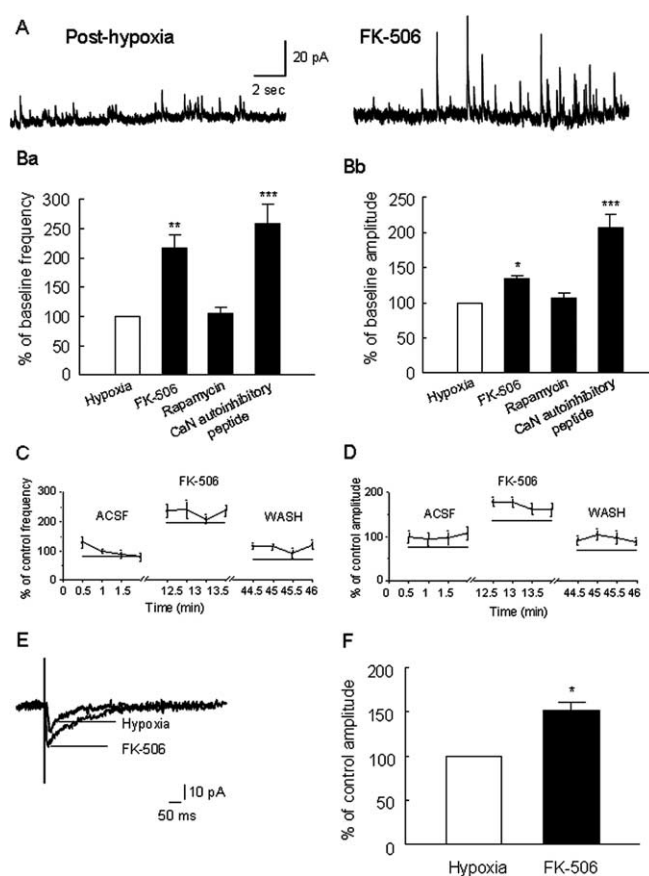 A
Post-hypoxia
20 pA
2 sec
FK-506
Ba
% of baseline frequency
300
250
200
150
100
50
0
**
***
Hypoxia
FK-506
Rapamycin
CaN autoinhibitory
peptide
Bb
% of baseline amplitude
250
200
150
100
50
0
*
***
Hypoxia
FK-506
Rapamycin
CaN autoinhibitory
peptide
C
% of control frequency
300
200
100
0
ACSF
FK-506
WASH
0.5 1 1.5
12.5 13 13.5
44.5 45 45.5 46
Time (min)
D
% of control amplitude
200
100
0
ACSF
FK-506
WASH
0 0.5 1 1.5
12.5 13 13.5
44.5 45 45.5 46
Time (min)
E
Hypoxia
FK-506
10 pA
50 ms
F
% of control amplitude
200
150
100
50
0
*
Hypoxia
FK-506